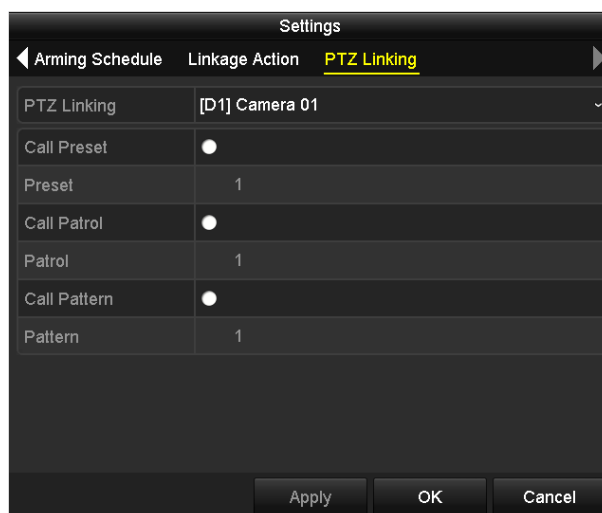 Settings
Arming Schedule Linkage Action PTZ Linking
PTZ Linking [D1] Camera 01
Call Preset
Preset 1
Call Patrol
Patrol 1
Call Pattern
Pattern 1
Apply OK Cancel